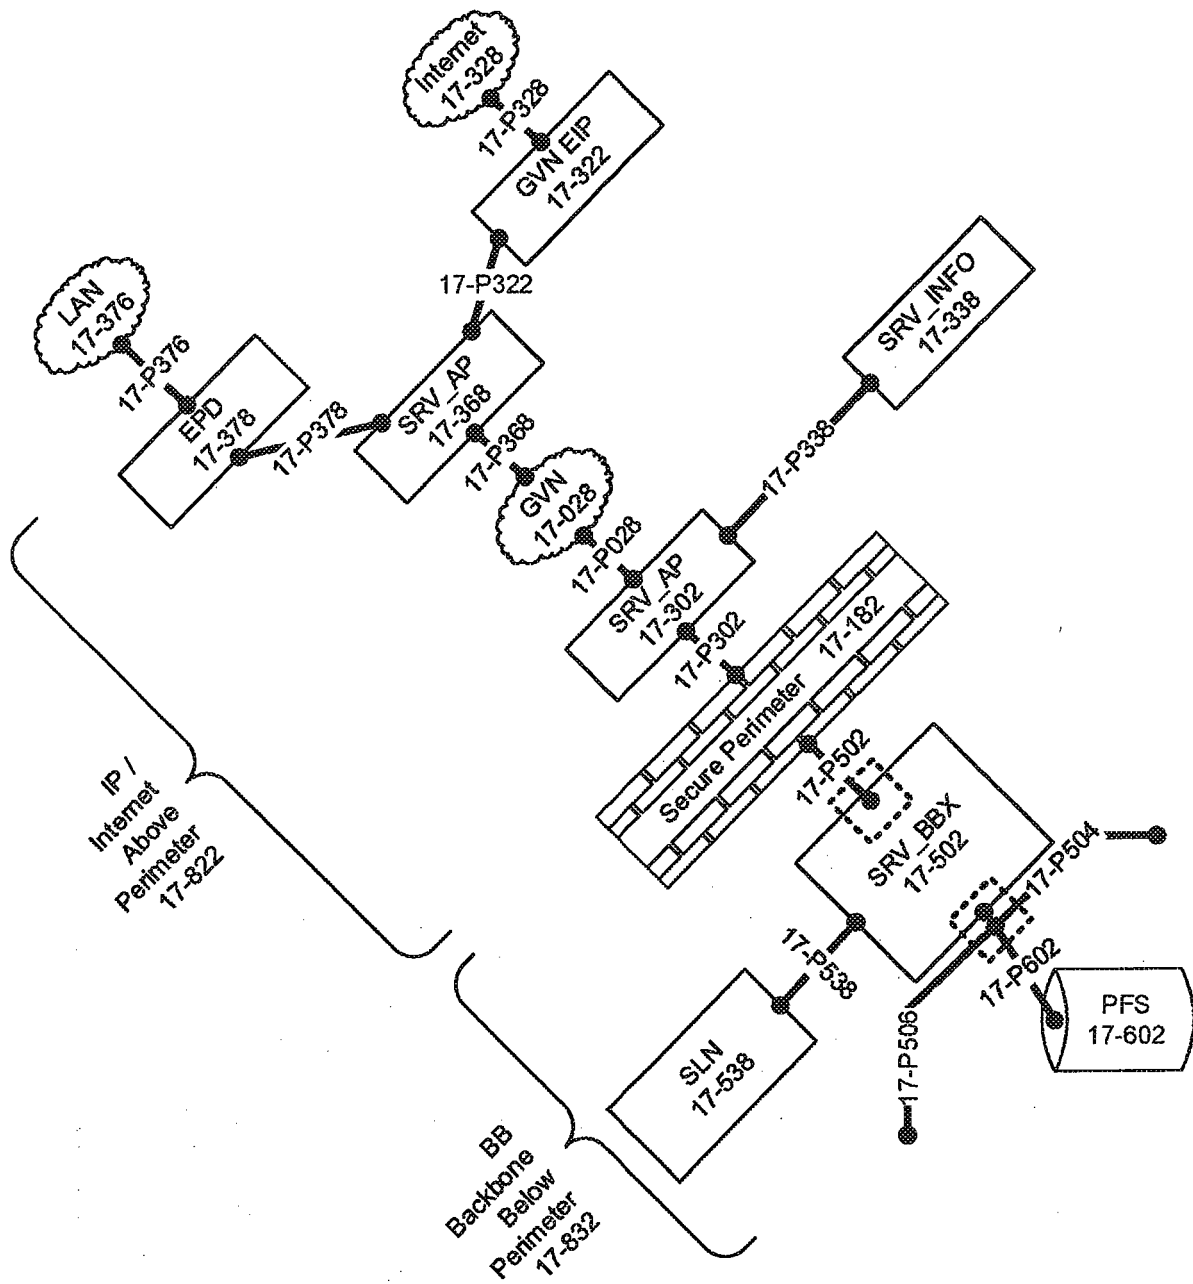 Internet
17-328
17-P328
GVN EIP
17-322
17-P322
LAN
17-376
17-P376
EPD
17-378
17-P378
SRV_AP
17-368
17-P368
GVN
17-028
17-P028
SRV_AP
17-302
17-P302
17-P338
SRV_INFO
17-338
Secure Perimeter 17-182
17-P502
SRV_BBX
17-502
17-P504
17-P538
SLN
17-538
17-P506
17-P602
PFS
17-602
IP /
Internet
Above
Perimeter
17-822
BB
Backbone
Below
Perimeter
17-832